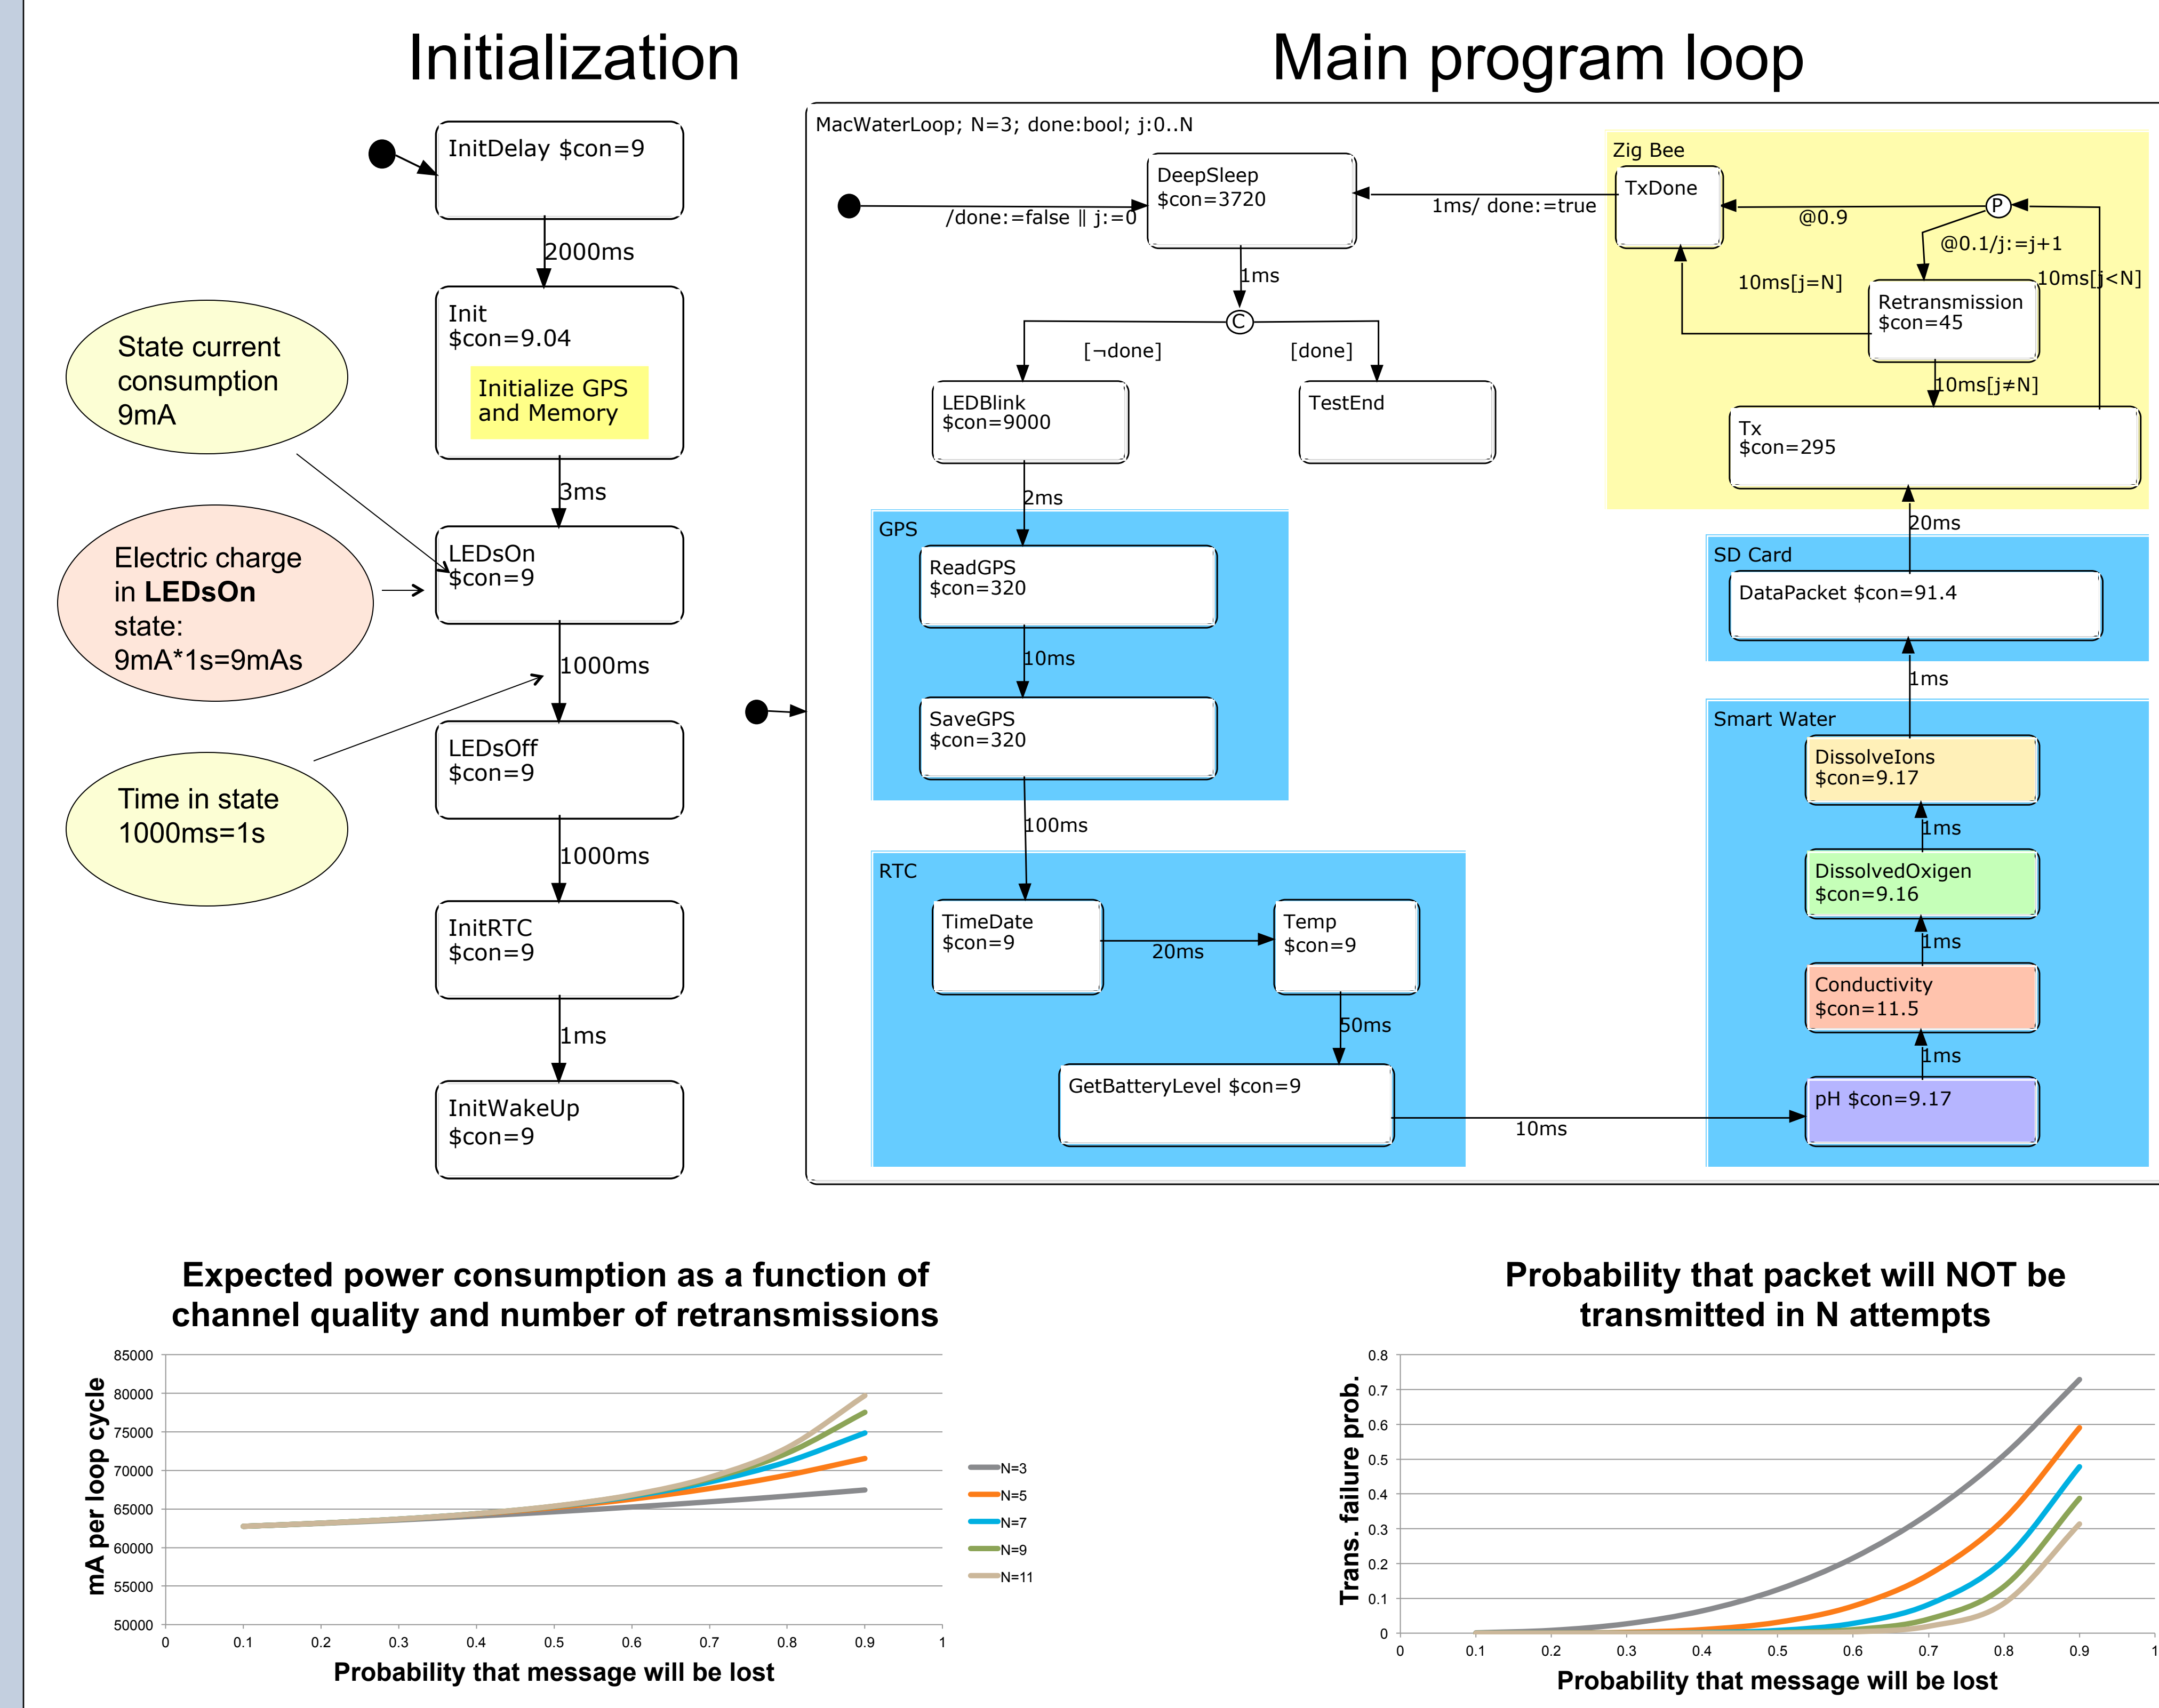 Initialization
InitDelay $con=9
2000ms
Init
$con=9.04
Initialize GPS
and Memory
3ms
State current
consumption
9mA
LEDsOn
$con=9
Electric charge
in LEDsOn
state:
9mA*1s=9mAs
1000ms
LEDsOff
$con=9
Time in state
1000ms=1s
1000ms
InitRTC
$con=9
1ms
InitWakeUp
$con=9
Main program loop
MacWaterLoop; N=3; done:bool; j:0..N
/done:=false ‖ j:=0
DeepSleep
$con=3720
1ms
C
[¬done]
[done]
LEDBlink
$con=9000
TestEnd
2ms
GPS
ReadGPS
$con=320
10ms
SaveGPS
$con=320
100ms
RTC
TimeDate
$con=9
20ms
Temp
$con=9
50ms
GetBatteryLevel $con=9
10ms
Smart Water
pH $con=9.17
1ms
Conductivity
$con=11.5
1ms
DissolvedOxigen
$con=9.16
1ms
DissolveIons
$con=9.17
1ms
SD Card
DataPacket $con=91.4
20ms
Zig Bee
Tx
$con=295
10ms[j<N]
P
@0.9
@0.1/j:=j+1
Retransmission
$con=45
10ms[j≠N]
10ms[j=N]
TxDone
1ms/ done:=true
Expected power consumption as a function of
channel quality and number of retransmissions
mA per loop cycle
85000
80000
75000
70000
65000
60000
55000
50000
0 0.1 0.2 0.3 0.4 0.5 0.6 0.7 0.8 0.9 1
Probability that message will be lost
N=3
N=5
N=7
N=9
N=11
Probability that packet will NOT be
transmitted in N attempts
Trans. failure prob.
0.8
0.7
0.6
0.5
0.4
0.3
0.2
0.1
0
0 0.1 0.2 0.3 0.4 0.5 0.6 0.7 0.8 0.9 1
Probability that message will be lost